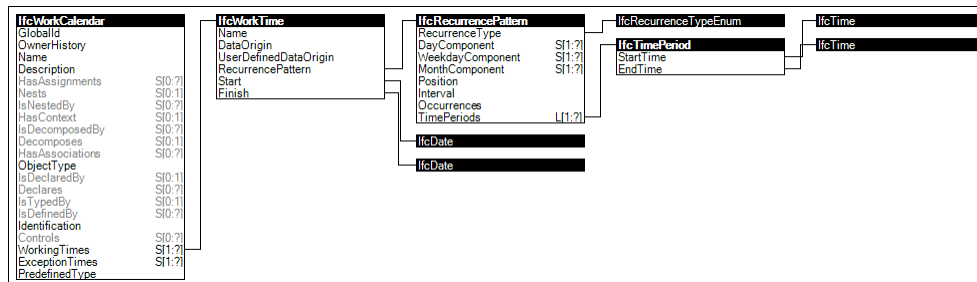 IfcWorkCalendar
GlobalId
OwnerHistory
Name
Description
HasAssignments S[0:?]
Nests S[0:1]
IsNestedBy S[0:?]
HasContext S[0:1]
IsDecomposedBy S[0:?]
Decomposes S[0:1]
HasAssociations S[0:?]
ObjectType
IsDeclaredBy S[0:1]
Declares S[0:?]
IsTypedBy S[0:1]
IsDefinedBy S[0:?]
Identification
Controls S[0:?]
WorkingTimes S[1:?]
ExceptionTimes S[1:?]
PredefinedType
IfcWorkTime
Name
DataOrigin
UserDefinedDataOrigin
RecurrencePattern
Start
Finish
IfcRecurrencePattern
RecurrenceType
DayComponent S[1:?]
WeekdayComponent S[1:?]
MonthComponent S[1:?]
Position
Interval
Occurrences
TimePeriods L[1:?]
IfcDate
IfcDate
IfcRecurrenceTypeEnum
IfcTimePeriod
StartTime
EndTime
IfcTime
IfcTime